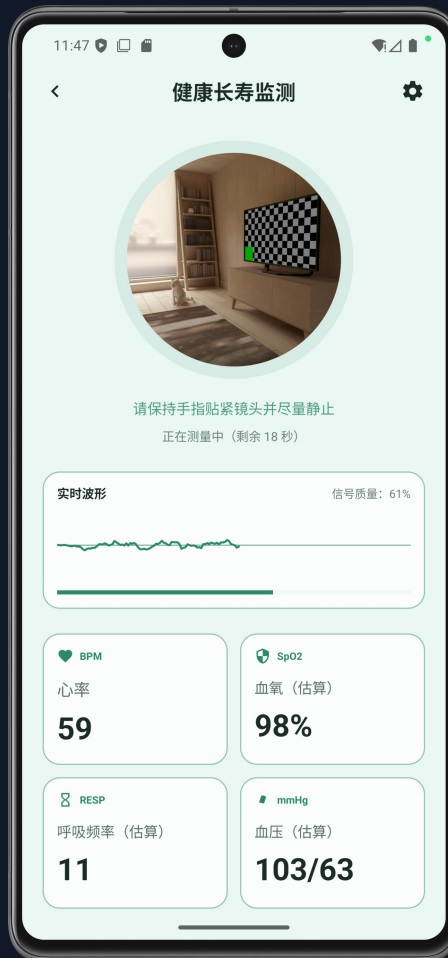 11:47
健康长寿监测
请保持手指贴紧镜头并尽量静止
正在测量中（剩余 18 秒）
实时波形
信号质量：61%
BPM
心率
59
SpO2
血氧（估算）
98%
RESP
呼吸频率（估算）
11
mmHg
血压（估算）
103/63